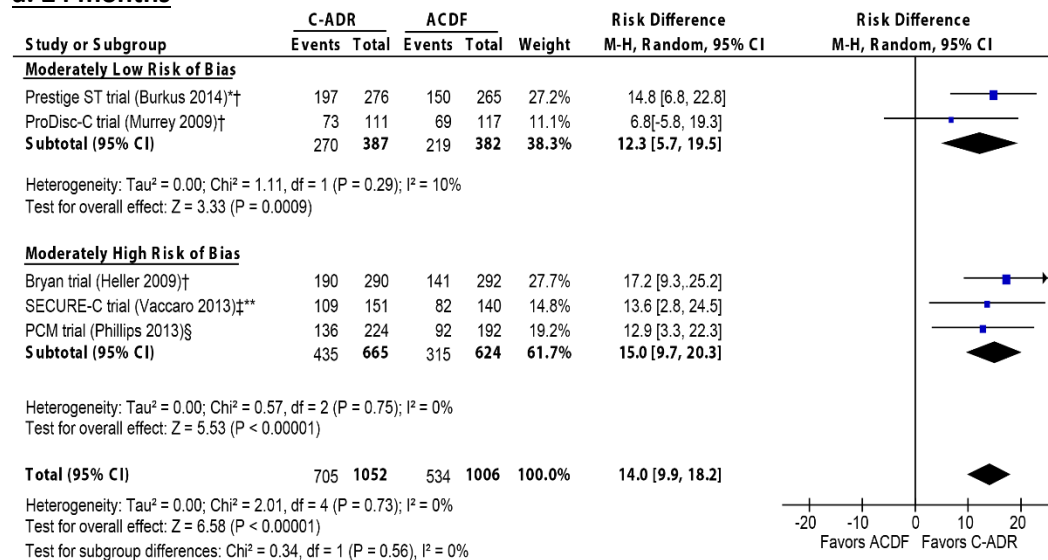 a. 24 months
C-ADR ACDF Risk Difference Risk Difference
Study or Subgroup Events Total Events Total Weight M-H, Random, 95% CI M-H, Random, 95% CI
Moderately Low Risk of Bias
Prestige ST trial (Burkus 2014)*† 197 276 150 265 27.2% 14.8 [6.8, 22.8]
ProDisc-C trial (Murrey 2009)† 73 111 69 117 11.1% 6.8[-5.8, 19.3]
Subtotal (95% CI) 270 387 219 382 38.3% 12.3 [5.7, 19.5]
Heterogeneity: Tau² = 0.00; Chi² = 1.11, df = 1 (P = 0.29); I² = 10%
Test for overall effect: Z = 3.33 (P = 0.0009)
Moderately High Risk of Bias
Bryan trial (Heller 2009)† 190 290 141 292 27.7% 17.2 [9.3,.25.2]
SECURE-C trial (Vaccaro 2013)‡** 109 151 82 140 14.8% 13.6 [2.8, 24.5]
PCM trial (Phillips 2013)§ 136 224 92 192 19.2% 12.9 [3.3, 22.3]
Subtotal (95% CI) 435 665 315 624 61.7% 15.0 [9.7, 20.3]
Heterogeneity: Tau² = 0.00; Chi² = 0.57, df = 2 (P = 0.75); I² = 0%
Test for overall effect: Z = 5.53 (P < 0.00001)
Total (95% CI) 705 1052 534 1006 100.0% 14.0 [9.9, 18.2]
Heterogeneity: Tau² = 0.00; Chi² = 2.01, df = 4 (P = 0.73); I² = 0%
Test for overall effect: Z = 6.58 (P < 0.00001)
Test for subgroup differences: Chi² = 0.34, df = 1 (P = 0.56), I² = 0%
-20 -10 0 10 20
Favors ACDF Favors C-ADR